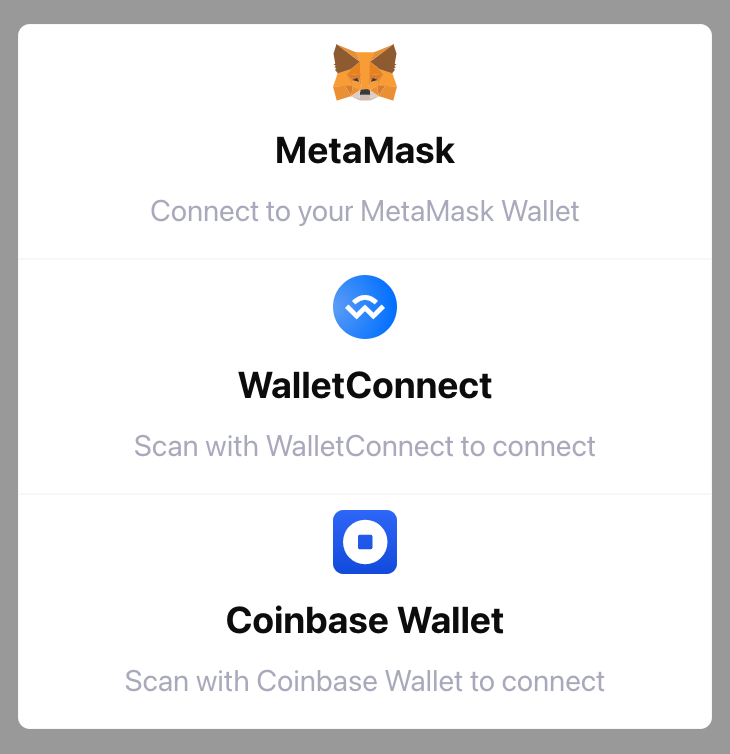 MetaMask
Connect to your MetaMask Wallet
WalletConnect
Scan with WalletConnect to connect
Coinbase Wallet
Scan with Coinbase Wallet to connect